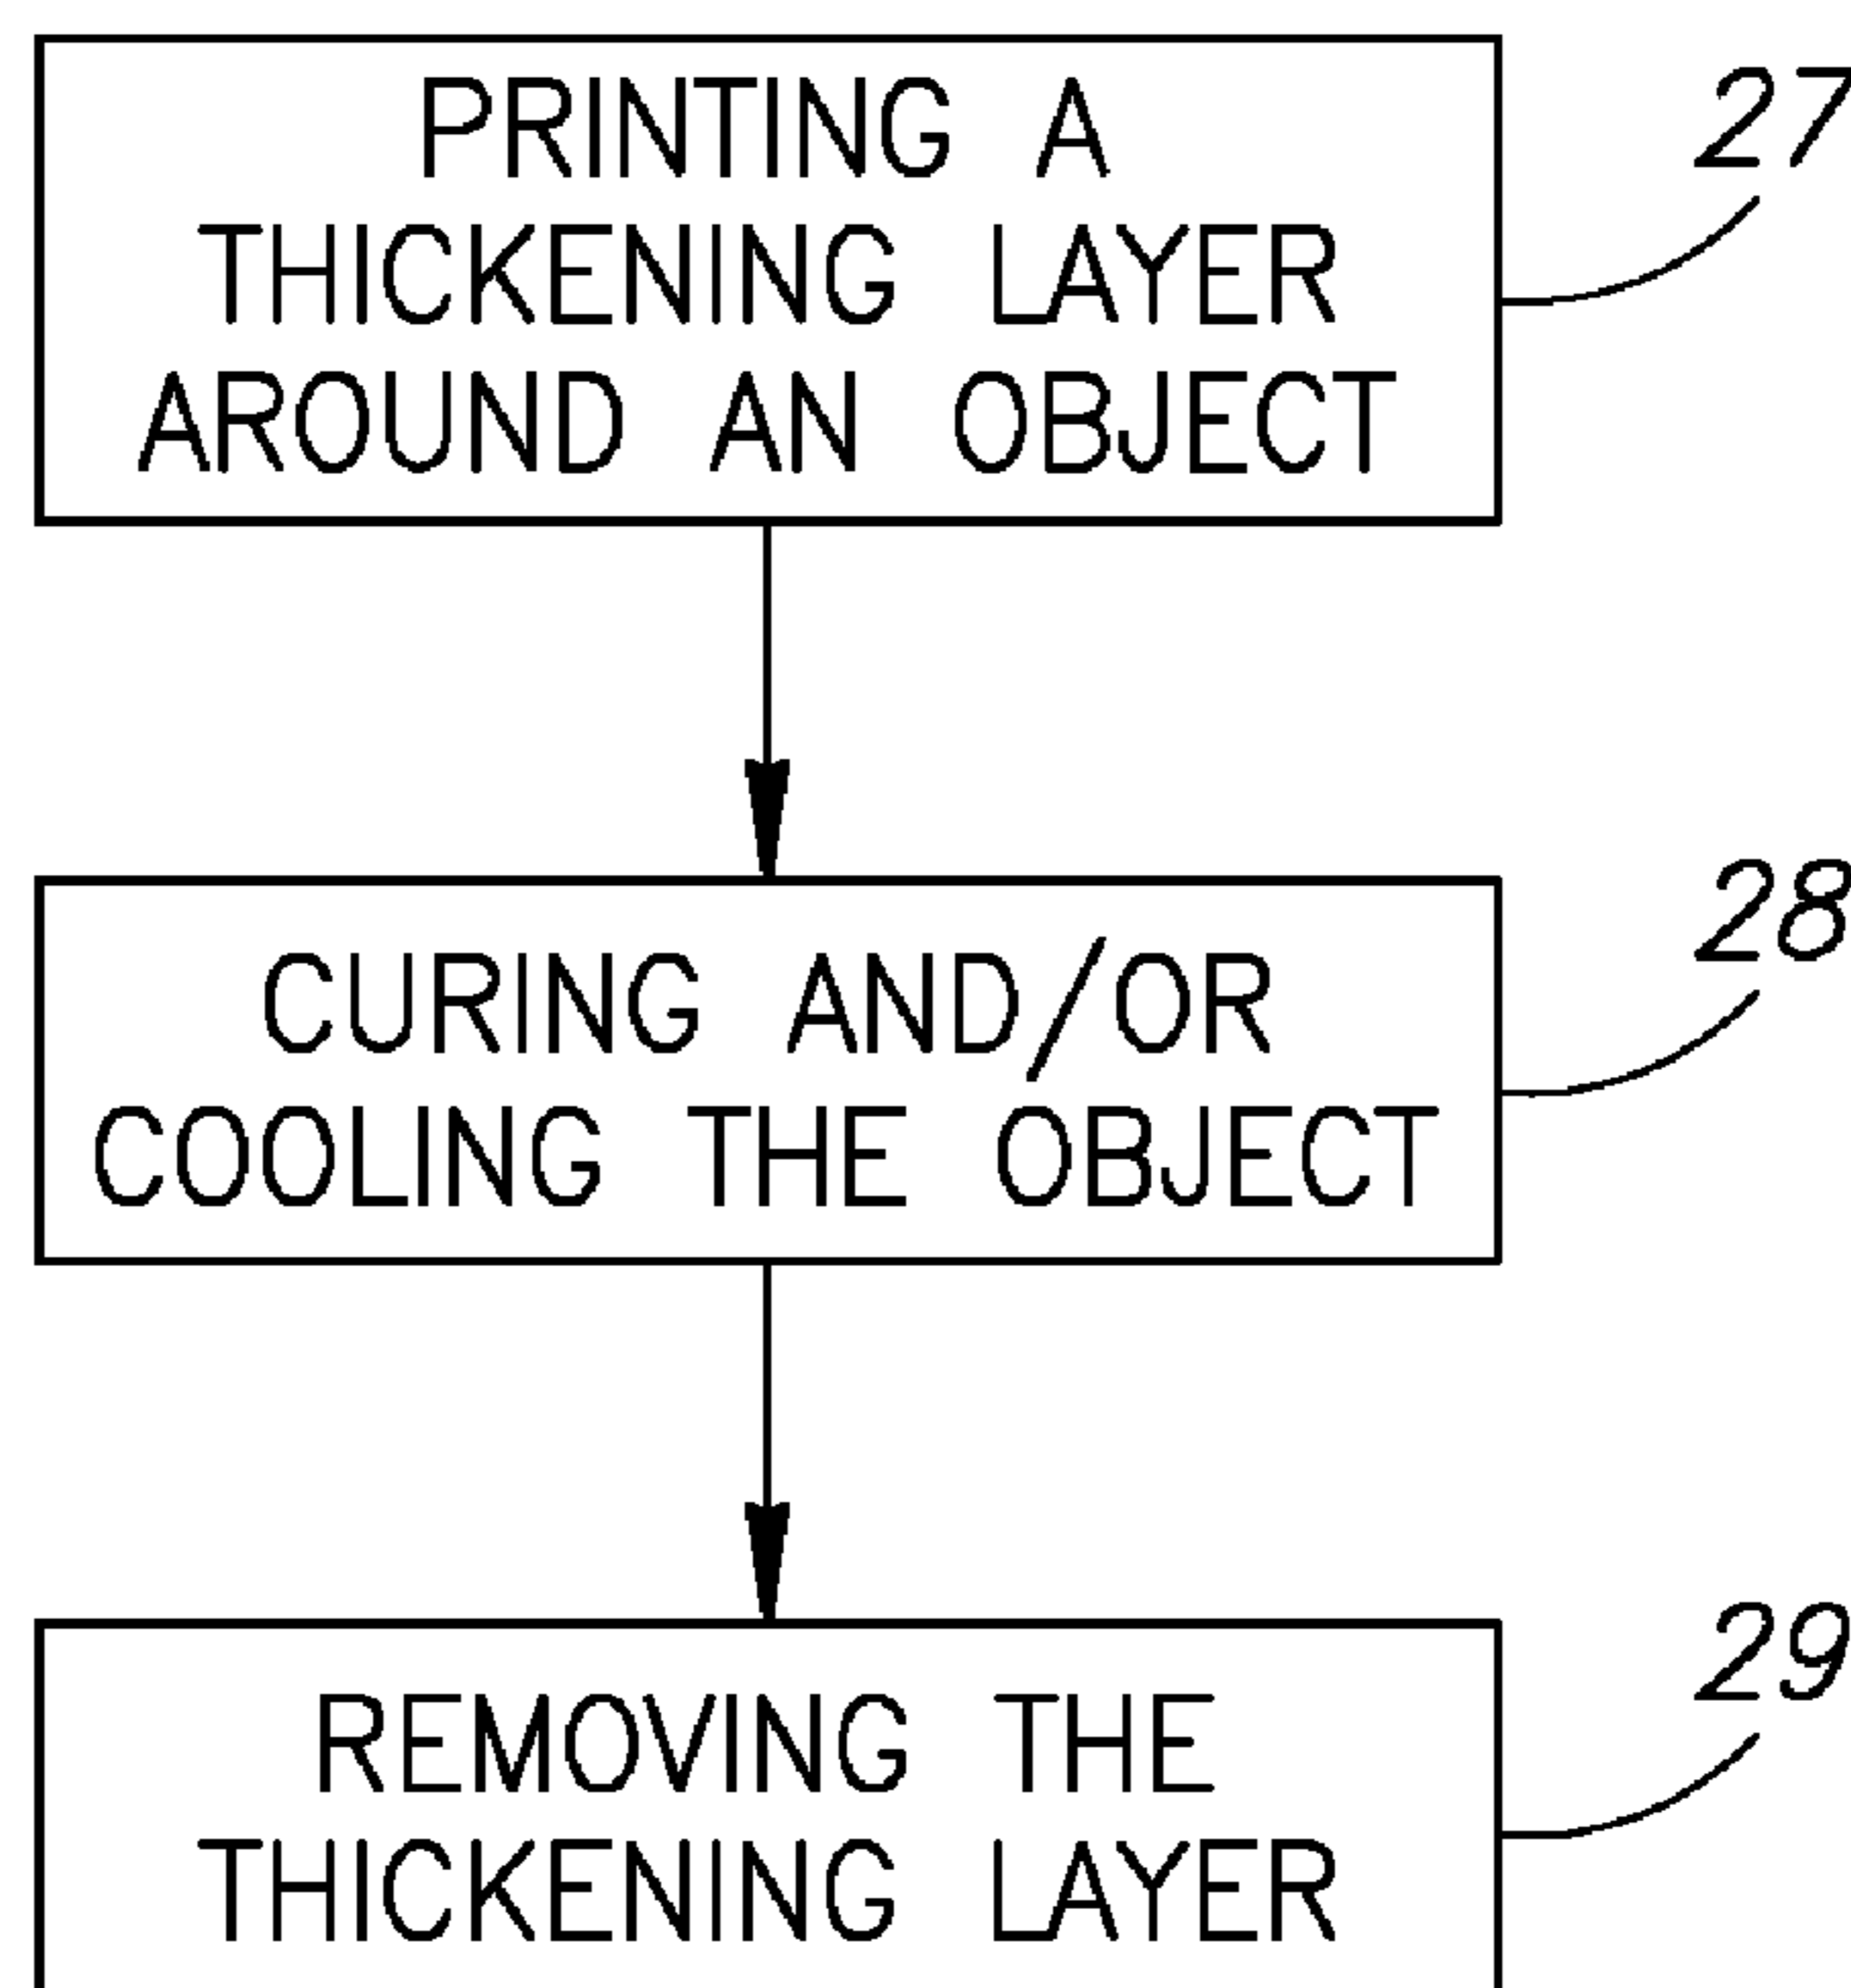 PRINTING A
THICKENING LAYER
AROUND AN OBJECT
27
CURING AND/OR
COOLING THE OBJECT
28
REMOVING THE
THICKENING LAYER
29